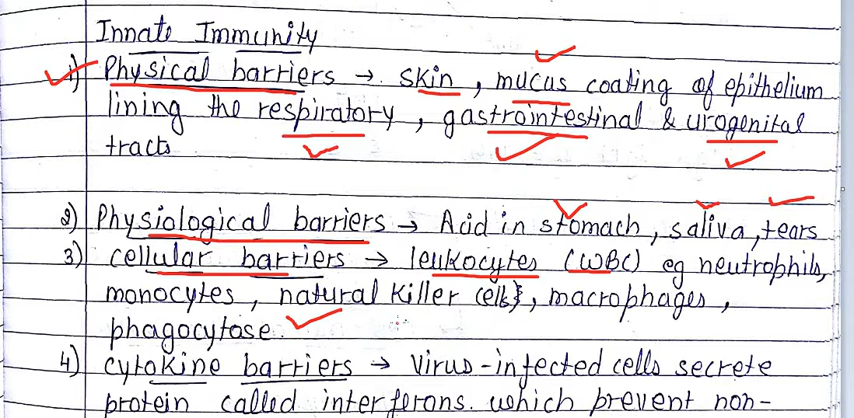 Innate Immunity
1) Physical barriers → skin, mucus coating of epithelium
lining the respiratory, gastrointestinal & urogenital
tracts
2) Physiological barriers → Acid in stomach, saliva, tears
3) cellular barriers → leukocytes (WBC) eg neutrophils,
monocytes, natural killer cells, macrophages,
phagocytose.
4) cytokine barriers → Virus-infected cells secrete
protein called interferons. which prevent non-